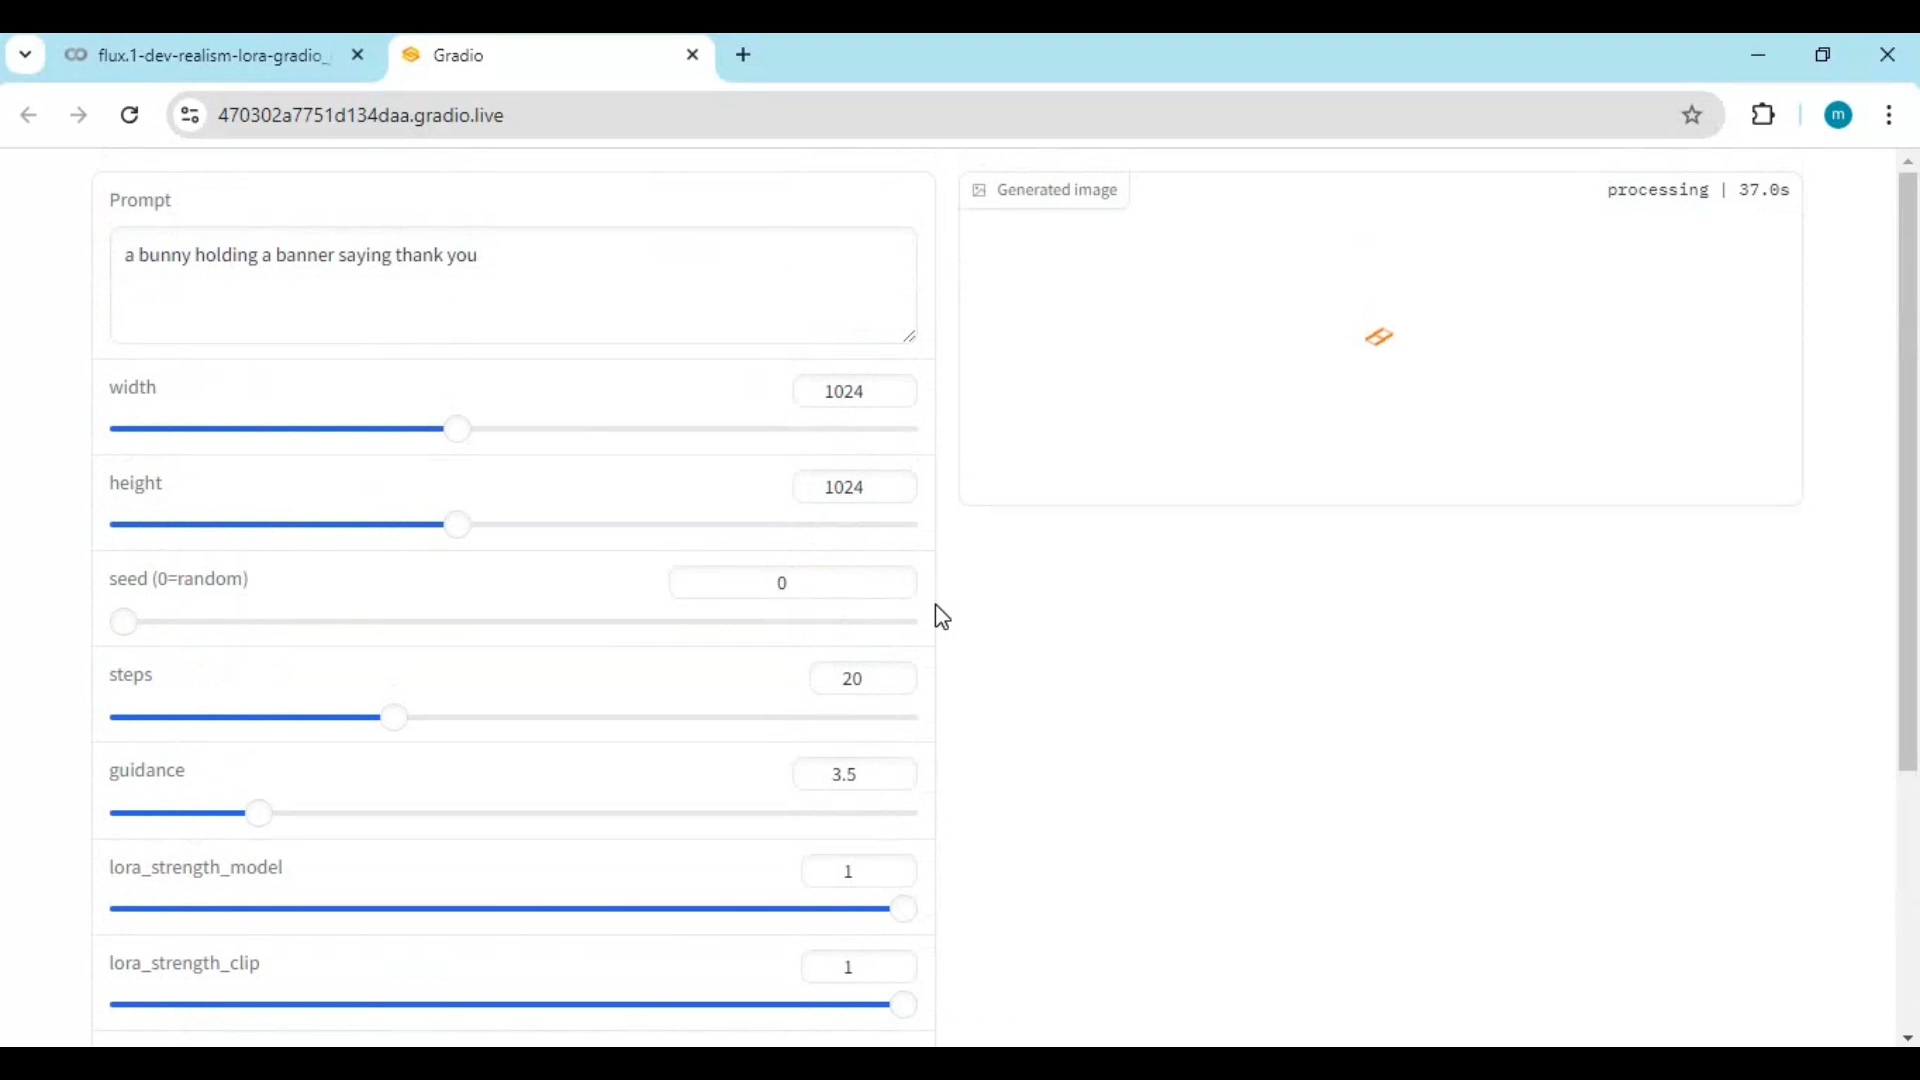 flux.1-dev-realism-lora-gradio_
Gradio
470302a7751d134daa.gradio.live
m
Prompt
a bunny holding a banner saying thank you
Generated image
processing | 37.0s
width
1024
height
1024
seed (0=random)
0
steps
20
guidance
3.5
lora_strength_model
1
lora_strength_clip
1